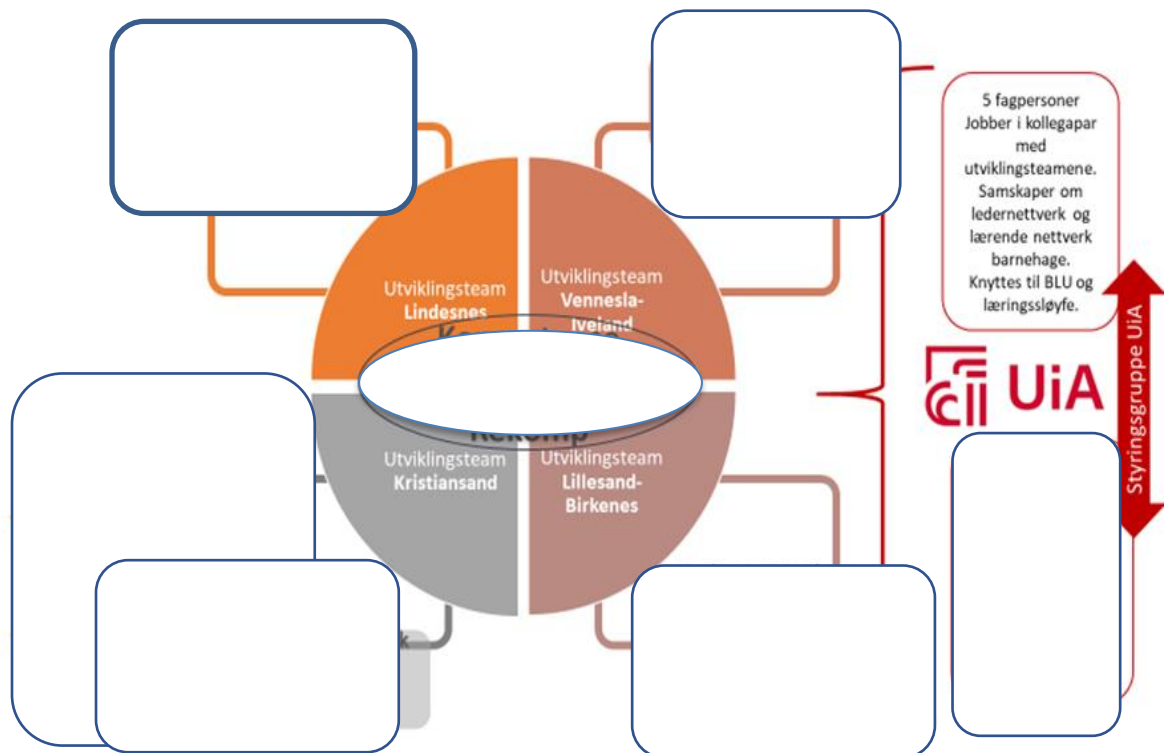 5 fagpersoner
Jobber i kollegapar
med
utviklingsteamene.
Samskaper om
ledernettverk og
lærende nettverk
barnehage.
Knyttes til BLU og
læringssløyfe.
Utviklingsteam
Lindesnes
Utviklingsteam
Vennesla-
Iveland
UiA
Styringsgruppe UiA
Utviklingsteam
Kristiansand
Utviklingsteam
Lillesand-
Birkenes